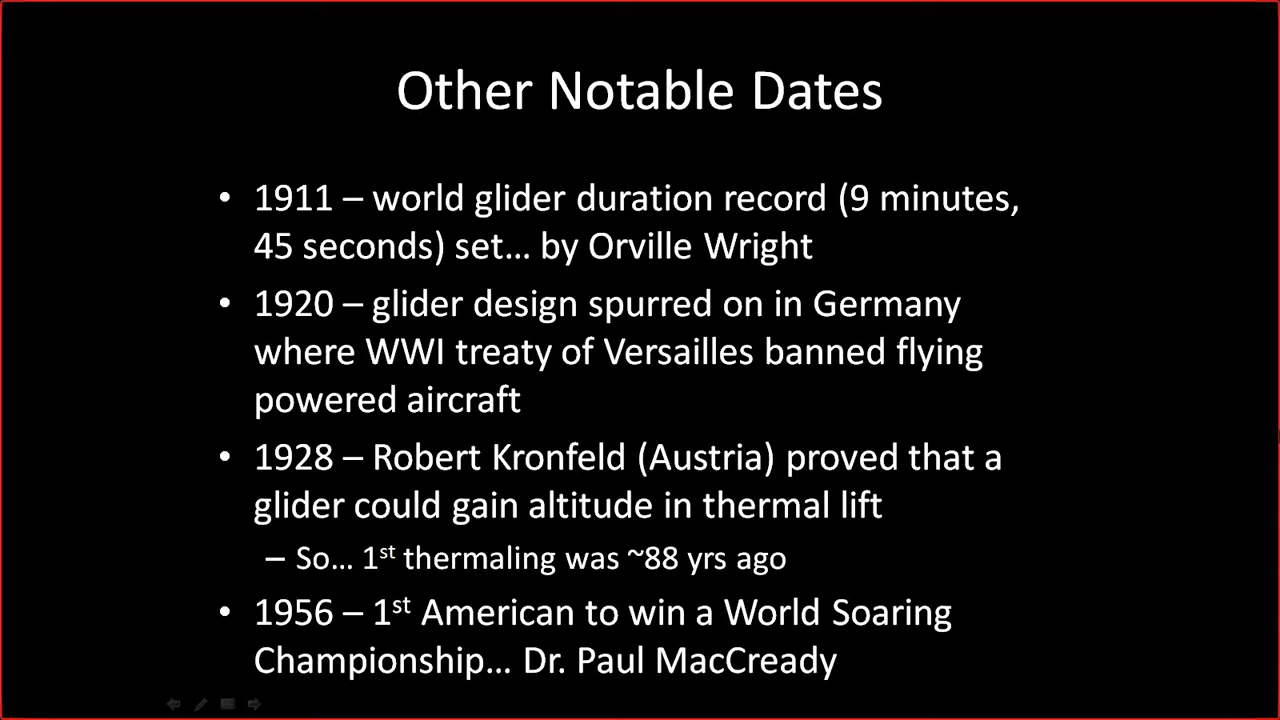 Other Notable Dates
• 1911 – world glider duration record (9 minutes,
45 seconds) set… by Orville Wright
• 1920 – glider design spurred on in Germany
where WWI treaty of Versailles banned flying
powered aircraft
• 1928 – Robert Kronfeld (Austria) proved that a
glider could gain altitude in thermal lift
– So… 1st thermaling was ~88 yrs ago
• 1956 – 1st American to win a World Soaring
Championship… Dr. Paul MacCready